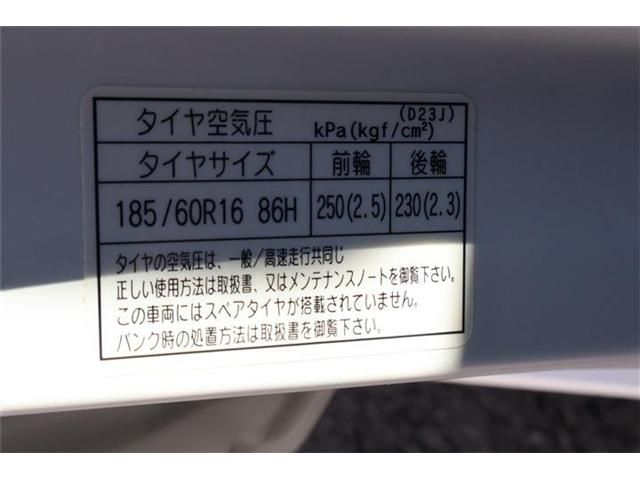 タイヤ空気圧 kPa(kgf/cm²) (D23J)
タイヤサイズ 前輪 後輪
185/60R16 86H 250(2.5) 230(2.3)
タイヤの空気圧は、一般/高速走行共同じ
正しい使用方法は取扱書、又はメンテナンスノートを御覧下さい。
この車両にはスペアタイヤが搭載されていません。
パンク時の処置方法は取扱書を御覧下さい。